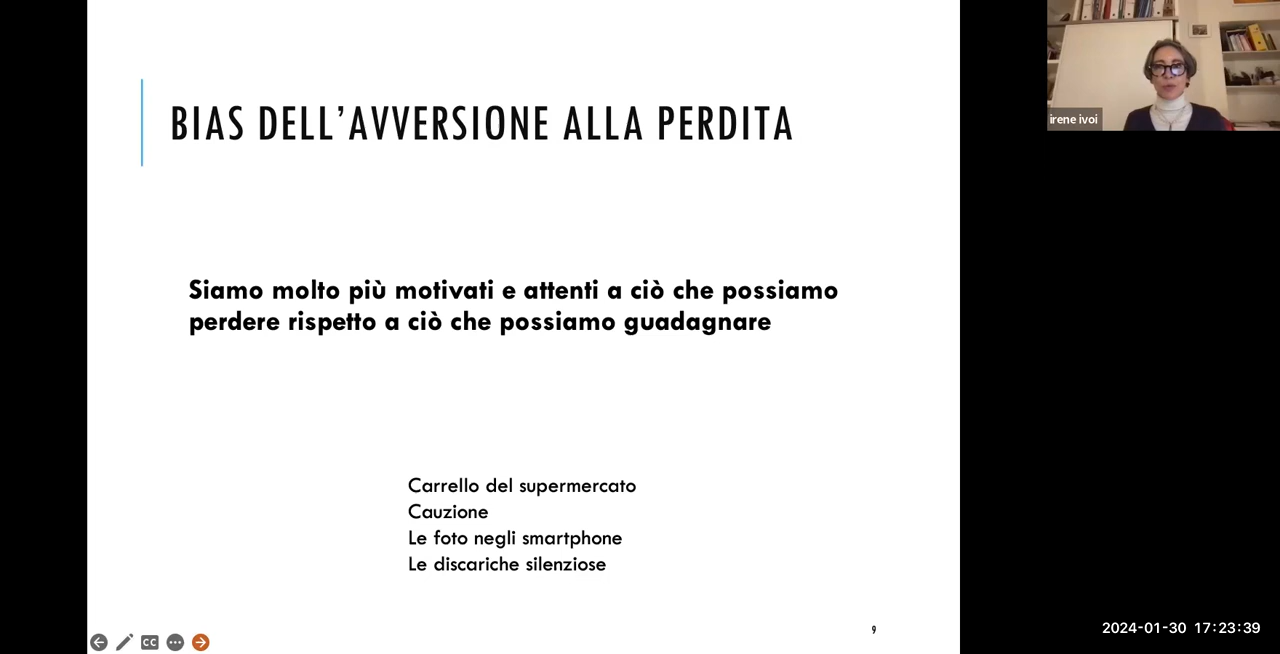 BIAS DELL'AVVERSIONE ALLA PERDITA
irene ivoi
Siamo molto più motivati e attenti a ciò che possiamo
perdere rispetto a ciò che possiamo guadagnare
Carrello del supermercato
Cauzione
Le foto negli smartphone
Le discariche silenziose
CC
9
2024-01-30 17:23:39